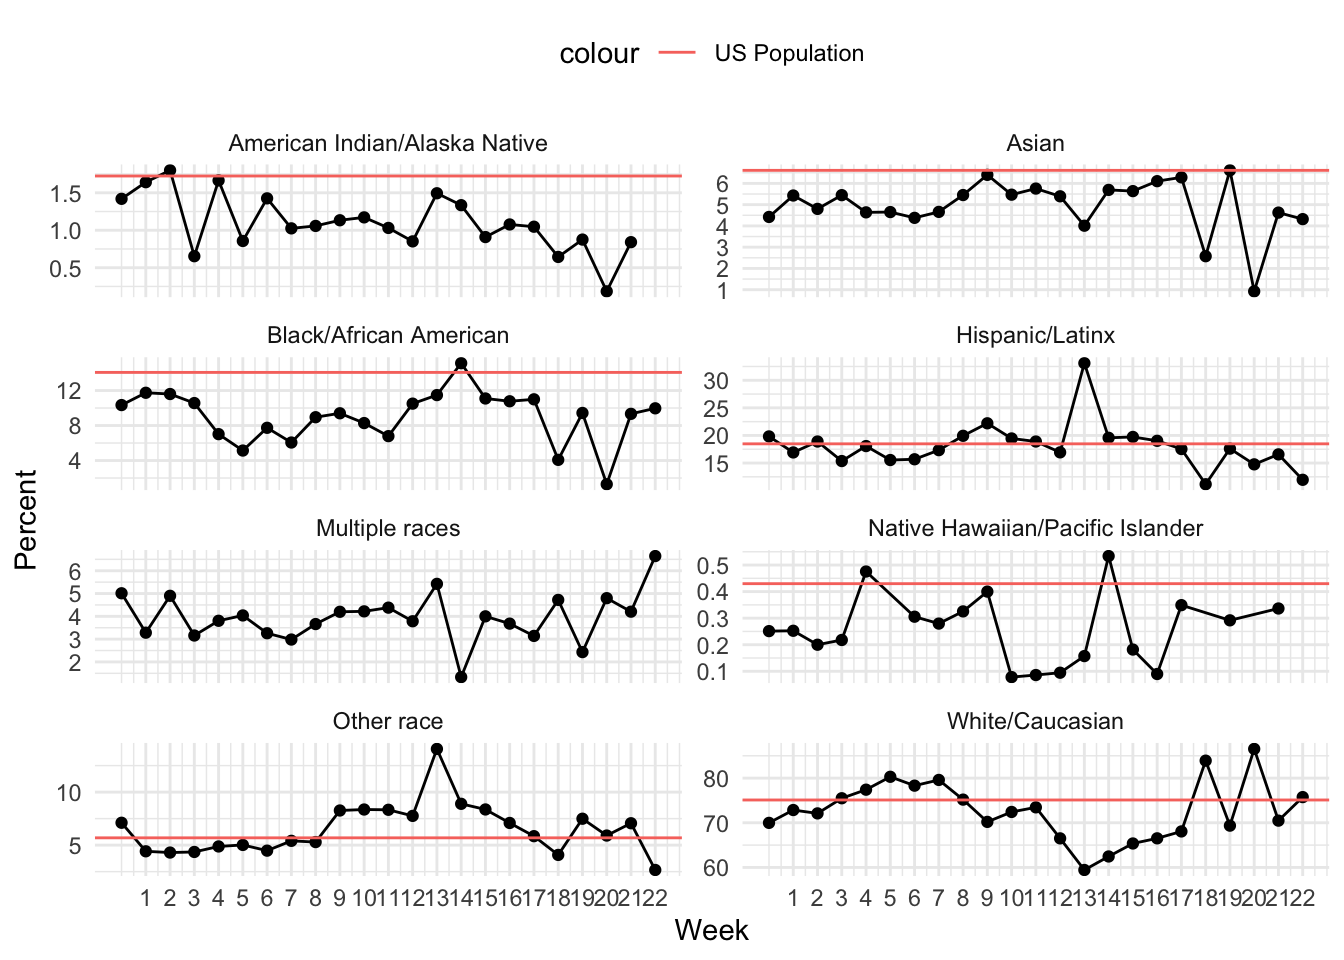 colour US Population
American Indian/Alaska Native
1.5
1.0
0.5
Asian
6
5
4
3
2
1
Black/African American
12
8
4
Hispanic/Latinx
30
25
20
15
Multiple races
6
5
4
3
2
Native Hawaiian/Pacific Islander
0.5
0.4
0.3
0.2
0.1
Other race
10
5
White/Caucasian
80
70
60
1 2 3 4 5 6 7 8 9 10 11 12 13 14 15 16 17 18 19 20 21 22
1 2 3 4 5 6 7 8 9 10 11 12 13 14 15 16 17 18 19 20 21 22
Week
Percent